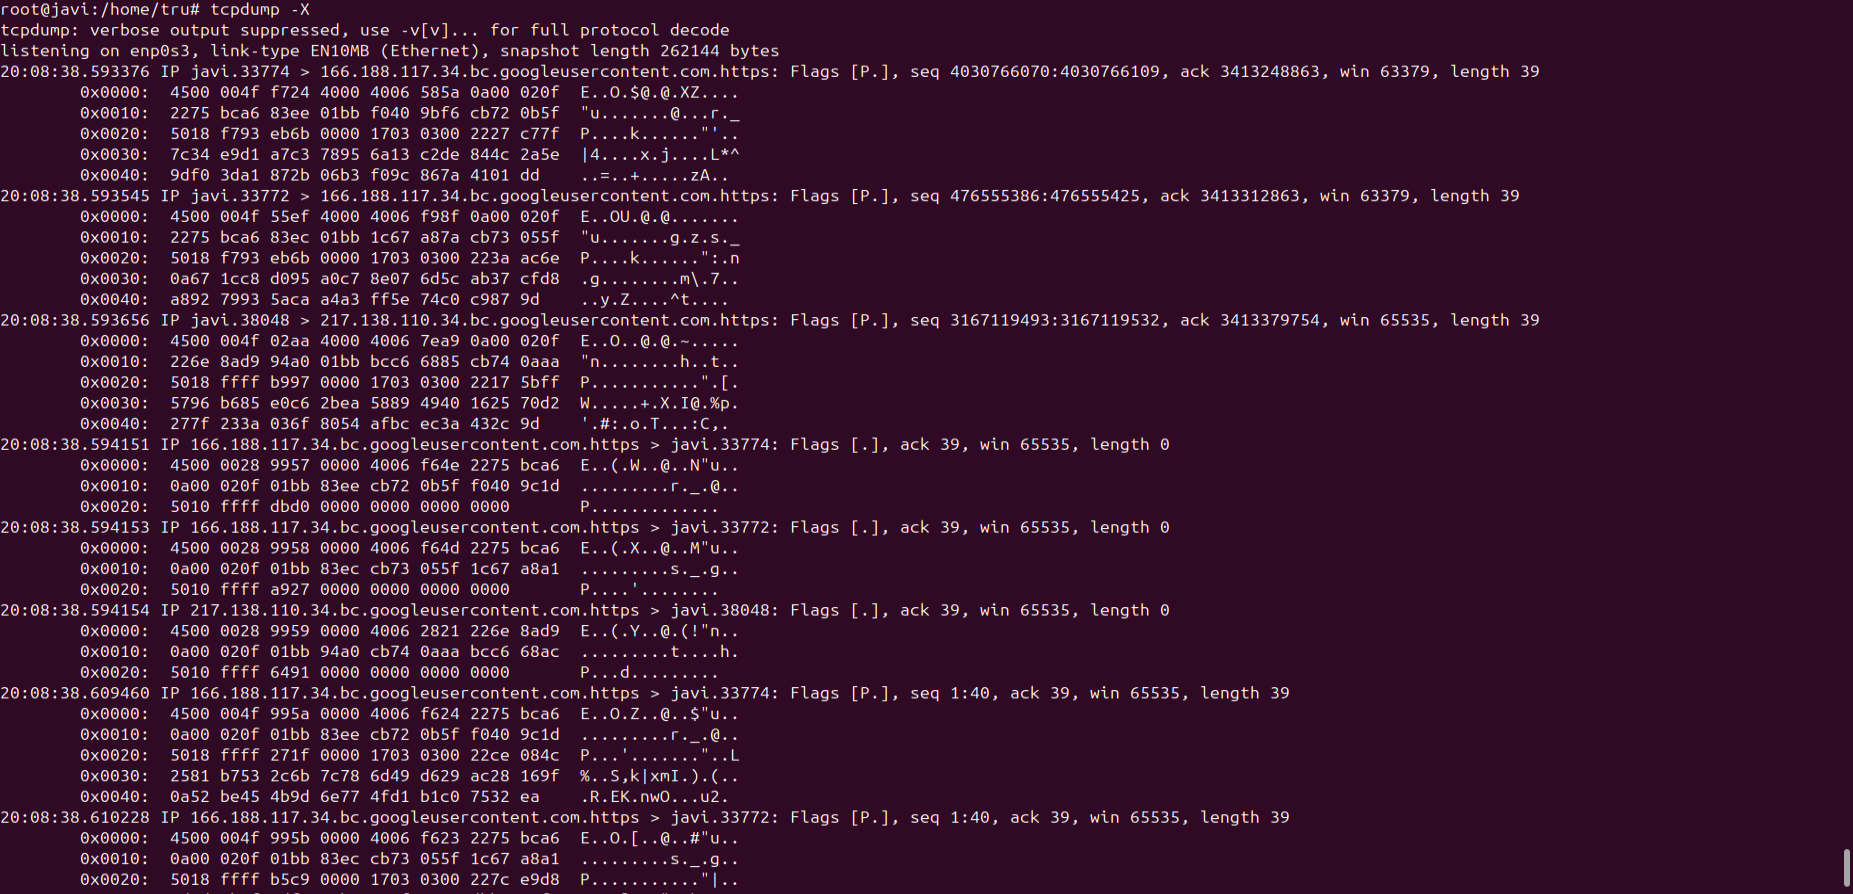 root@javi:/home/tru# tcpdump -X
tcpdump: verbose output suppressed, use -v[v]... for full protocol decode
listening on enp0s3, link-type EN10MB (Ethernet), snapshot length 262144 bytes
20:08:38.593376 IP javi.33774 > 166.188.117.34.bc.googleusercontent.com.https: Flags [P.], seq 4030766070:4030766109, ack 3413248863, win 63379, length 39
        0x0000:  4500 004f f724 4000 4006 585a 0a00 020f  E..O.$@.@.XZ....
        0x0010:  2275 bca6 83ee 01bb f040 9bf6 cb72 0b5f  "u.......@...r._
        0x0020:  5018 f793 eb6b 0000 1703 0300 2227 c77f  P....k......"'..
        0x0030:  7c34 e9d1 a7c3 7895 6a13 c2de 844c 2a5e  |4....x.j....L*^
        0x0040:  9df0 3da1 872b 06b3 f09c 867a 4101 dd    ..=..+.....zA..
20:08:38.593545 IP javi.33772 > 166.188.117.34.bc.googleusercontent.com.https: Flags [P.], seq 476555386:476555425, ack 3413312863, win 63379, length 39
        0x0000:  4500 004f 55ef 4000 4006 f98f 0a00 020f  E..OU.@.@.......
        0x0010:  2275 bca6 83ec 01bb 1c67 a87a cb73 055f  "u.......g.z.s._
        0x0020:  5018 f793 eb6b 0000 1703 0300 223a ac6e  P....k......":.n
        0x0030:  0a67 1cc8 d095 a0c7 8e07 6d5c ab37 cfd8  .g........m\.7..
        0x0040:  a892 7993 5aca a4a3 ff5e 74c0 c987 9d    ..y.Z....^t....
20:08:38.593656 IP javi.38048 > 217.138.110.34.bc.googleusercontent.com.https: Flags [P.], seq 3167119493:3167119532, ack 3413379754, win 65535, length 39
        0x0000:  4500 004f 02aa 4000 4006 7ea9 0a00 020f  E..O..@.@.~.....
        0x0010:  226e 8ad9 94a0 01bb bcc6 6885 cb74 0aaa  "n........h..t..
        0x0020:  5018 ffff b997 0000 1703 0300 2217 5bff  P...........".[.
        0x0030:  5796 b685 e0c6 2bea 5889 4940 1625 70d2  W.....+.X.I@.%p.
        0x0040:  277f 233a 036f 8054 afbc ec3a 432c 9d    '.#:.o.T...:C,.
20:08:38.594151 IP 166.188.117.34.bc.googleusercontent.com.https > javi.33774: Flags [.], ack 39, win 65535, length 0
        0x0000:  4500 0028 9957 0000 4006 f64e 2275 bca6  E..(.W..@..N"u..
        0x0010:  0a00 020f 01bb 83ee cb72 0b5f f040 9c1d  .........r._.@..
        0x0020:  5010 ffff dbd0 0000 0000 0000 0000       P.............
20:08:38.594153 IP 166.188.117.34.bc.googleusercontent.com.https > javi.33772: Flags [.], ack 39, win 65535, length 0
        0x0000:  4500 0028 9958 0000 4006 f64d 2275 bca6  E..(.X..@..M"u..
        0x0010:  0a00 020f 01bb 83ec cb73 055f 1c67 a8a1  .........s._.g..
        0x0020:  5010 ffff a927 0000 0000 0000 0000       P....'........
20:08:38.594154 IP 217.138.110.34.bc.googleusercontent.com.https > javi.38048: Flags [.], ack 39, win 65535, length 0
        0x0000:  4500 0028 9959 0000 4006 2821 226e 8ad9  E..(.Y..@.(!"n..
        0x0010:  0a00 020f 01bb 94a0 cb74 0aaa bcc6 68ac  .........t....h.
        0x0020:  5010 ffff 6491 0000 0000 0000 0000       P...d.........
20:08:38.609460 IP 166.188.117.34.bc.googleusercontent.com.https > javi.33774: Flags [P.], seq 1:40, ack 39, win 65535, length 39
        0x0000:  4500 004f 995a 0000 4006 f624 2275 bca6  E..O.Z..@..$"u..
        0x0010:  0a00 020f 01bb 83ee cb72 0b5f f040 9c1d  .........r._.@..
        0x0020:  5018 ffff 271f 0000 1703 0300 22ce 084c  P...'......."..L
        0x0030:  2581 b753 2c6b 7c78 6d49 d629 ac28 169f  %..S,k|xmI.).(..
        0x0040:  0a52 be45 4b9d 6e77 4fd1 b1c0 7532 ea    .R.EK.nwO...u2.
20:08:38.610228 IP 166.188.117.34.bc.googleusercontent.com.https > javi.33772: Flags [P.], seq 1:40, ack 39, win 65535, length 39
        0x0000:  4500 004f 995b 0000 4006 f623 2275 bca6  E..O.[..@..#"u..
        0x0010:  0a00 020f 01bb 83ec cb73 055f 1c67 a8a1  .........s._.g..
        0x0020:  5018 ffff b5c9 0000 1703 0300 227c e9d8  P..........."|..